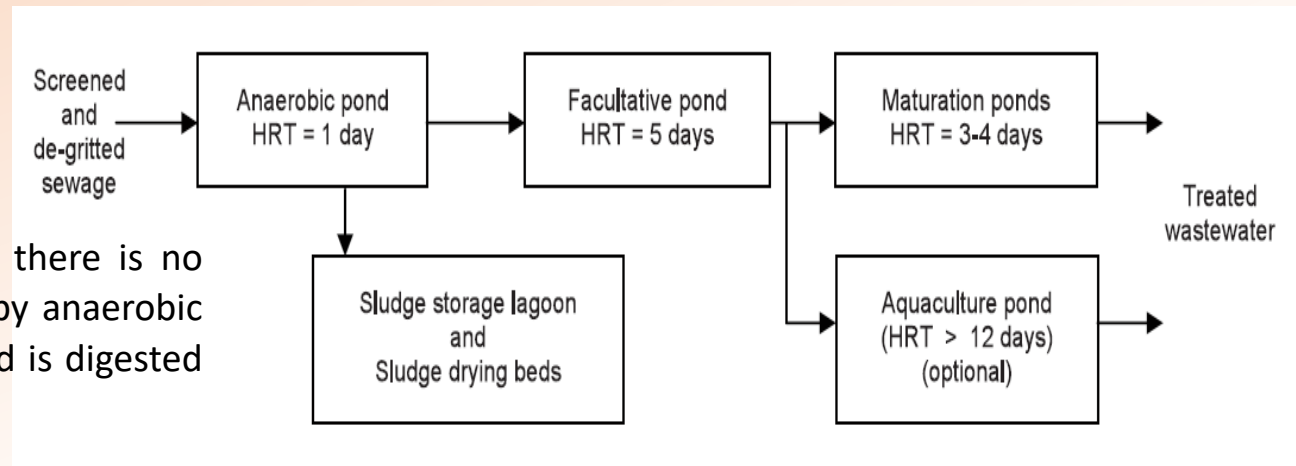 Screened
and
de-gritted
sewage
Anaerobic pond
HRT = 1 day
Facultative pond
HRT = 5 days
Maturation ponds
HRT = 3-4 days
Treated
wastewater
there is no
by anaerobic
d is digested
Sludge storage lagoon
and
Sludge drying beds
Aquaculture pond
(HRT > 12 days)
(optional)